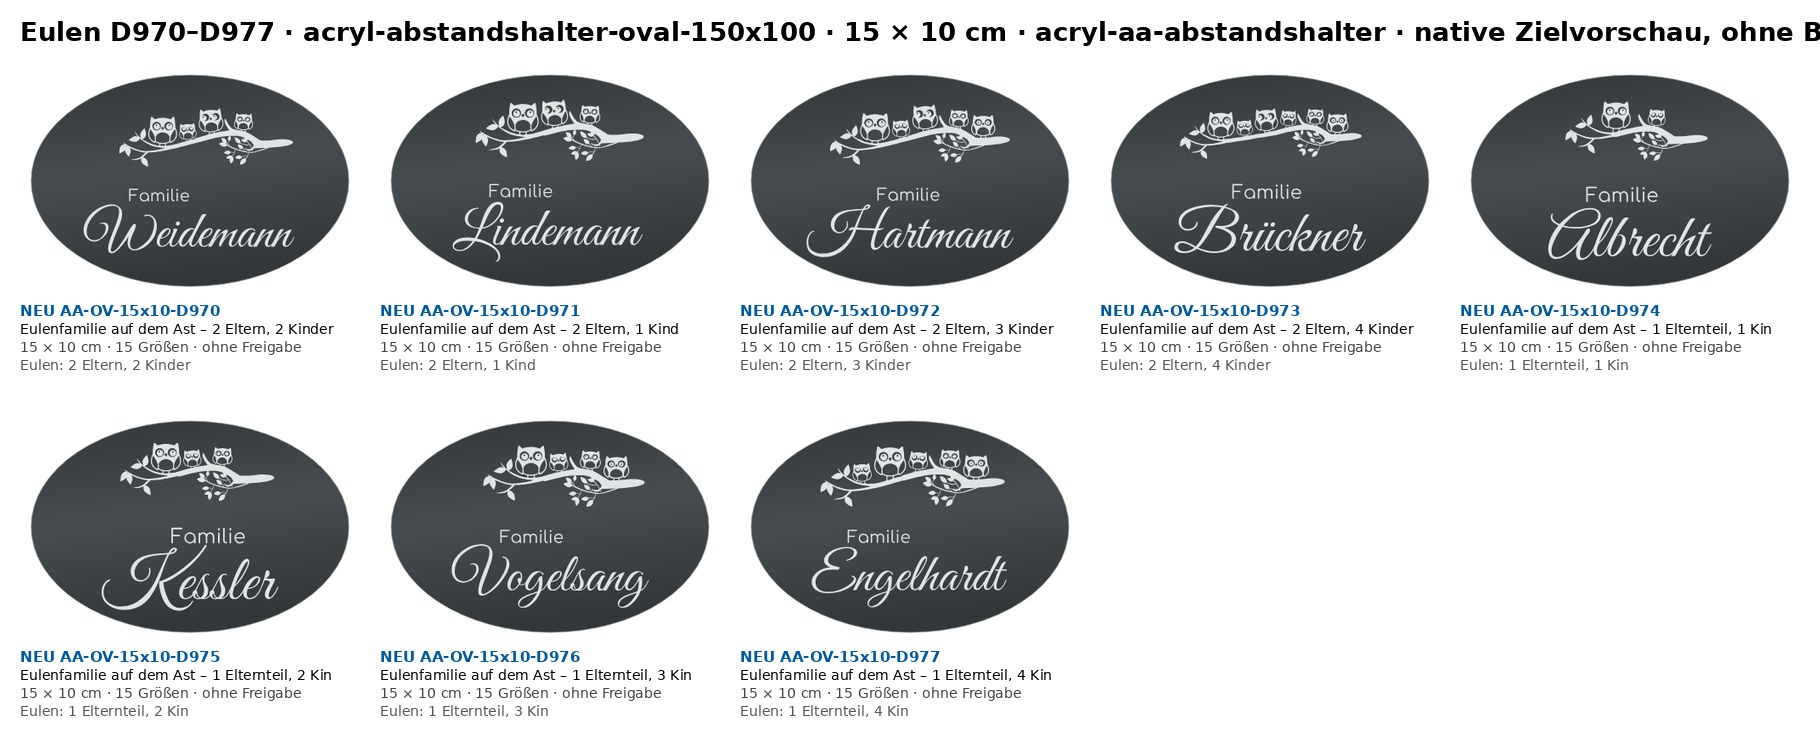 Eulen D970–D977 · acryl-abstandshalter-oval-150x100 · 15 × 10 cm · acryl-aa-abstandshalter · native Zielvorschau, ohne B
Familie
Weidemann
NEU AA-OV-15x10-D970
Eulenfamilie auf dem Ast – 2 Eltern, 2 Kinder
15 × 10 cm · 15 Größen · ohne Freigabe
Eulen: 2 Eltern, 2 Kinder
Familie
Lindemann
NEU AA-OV-15x10-D971
Eulenfamilie auf dem Ast – 2 Eltern, 1 Kind
15 × 10 cm · 15 Größen · ohne Freigabe
Eulen: 2 Eltern, 1 Kind
Familie
Hartmann
NEU AA-OV-15x10-D972
Eulenfamilie auf dem Ast – 2 Eltern, 3 Kinder
15 × 10 cm · 15 Größen · ohne Freigabe
Eulen: 2 Eltern, 3 Kinder
Familie
Brückner
NEU AA-OV-15x10-D973
Eulenfamilie auf dem Ast – 2 Eltern, 4 Kinder
15 × 10 cm · 15 Größen · ohne Freigabe
Eulen: 2 Eltern, 4 Kinder
Familie
Albrecht
NEU AA-OV-15x10-D974
Eulenfamilie auf dem Ast – 1 Elternteil, 1 Kin
15 × 10 cm · 15 Größen · ohne Freigabe
Eulen: 1 Elternteil, 1 Kin
Familie
Kessler
NEU AA-OV-15x10-D975
Eulenfamilie auf dem Ast – 1 Elternteil, 2 Kin
15 × 10 cm · 15 Größen · ohne Freigabe
Eulen: 1 Elternteil, 2 Kin
Familie
Vogelsang
NEU AA-OV-15x10-D976
Eulenfamilie auf dem Ast – 1 Elternteil, 3 Kin
15 × 10 cm · 15 Größen · ohne Freigabe
Eulen: 1 Elternteil, 3 Kin
Familie
Engelhardt
NEU AA-OV-15x10-D977
Eulenfamilie auf dem Ast – 1 Elternteil, 4 Kin
15 × 10 cm · 15 Größen · ohne Freigabe
Eulen: 1 Elternteil, 4 Kin